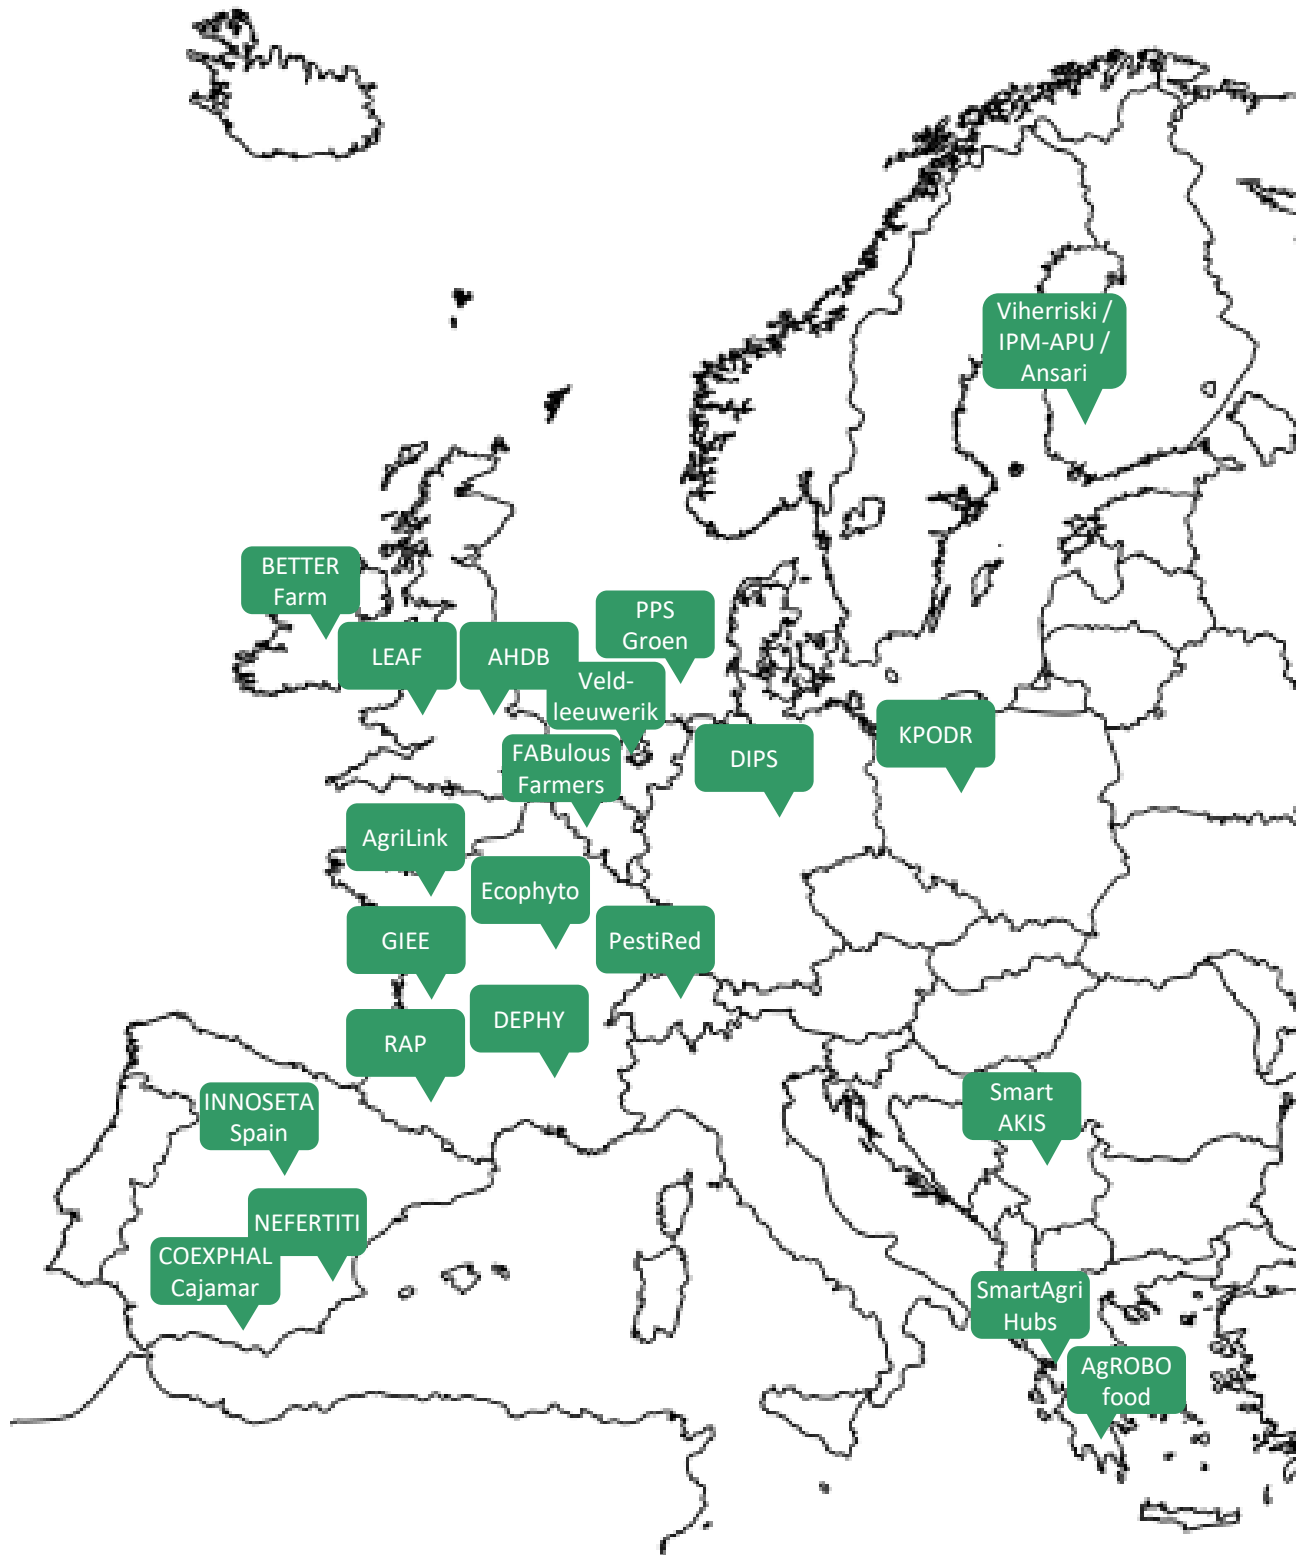 Viherriski /
IPM-APU /
Ansari
BETTER
Farm
PPS
Groen
LEAF
AHDB
Veld-
leeuwerik
KPODR
DIPS
FABulous
Farmers
AgriLink
Ecophyto
GIEE
PestiRed
DEPHY
RAP
INNOSETA
Spain
Smart
AKIS
NEFERTITI
COEXPHAL
Cajamar
SmartAgri
Hubs
AgROBO
food